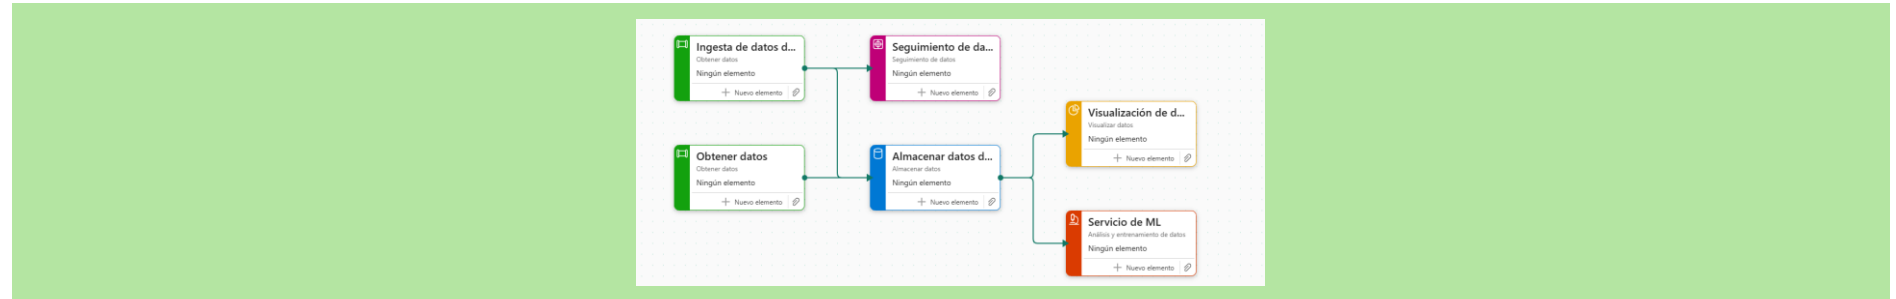 Ingesta de datos d...
Obtener datos
Ningún elemento
Nuevo elemento
Seguimiento de da...
Seguimiento de datos
Ningún elemento
Nuevo elemento
Obtener datos
Obtener datos
Ningún elemento
Nuevo elemento
Almacenar datos d...
Almacenar datos
Ningún elemento
Nuevo elemento
Visualización de d...
Visualizar datos
Ningún elemento
Nuevo elemento
Servicio de ML
Análisis y entrenamiento de datos
Ningún elemento
Nuevo elemento